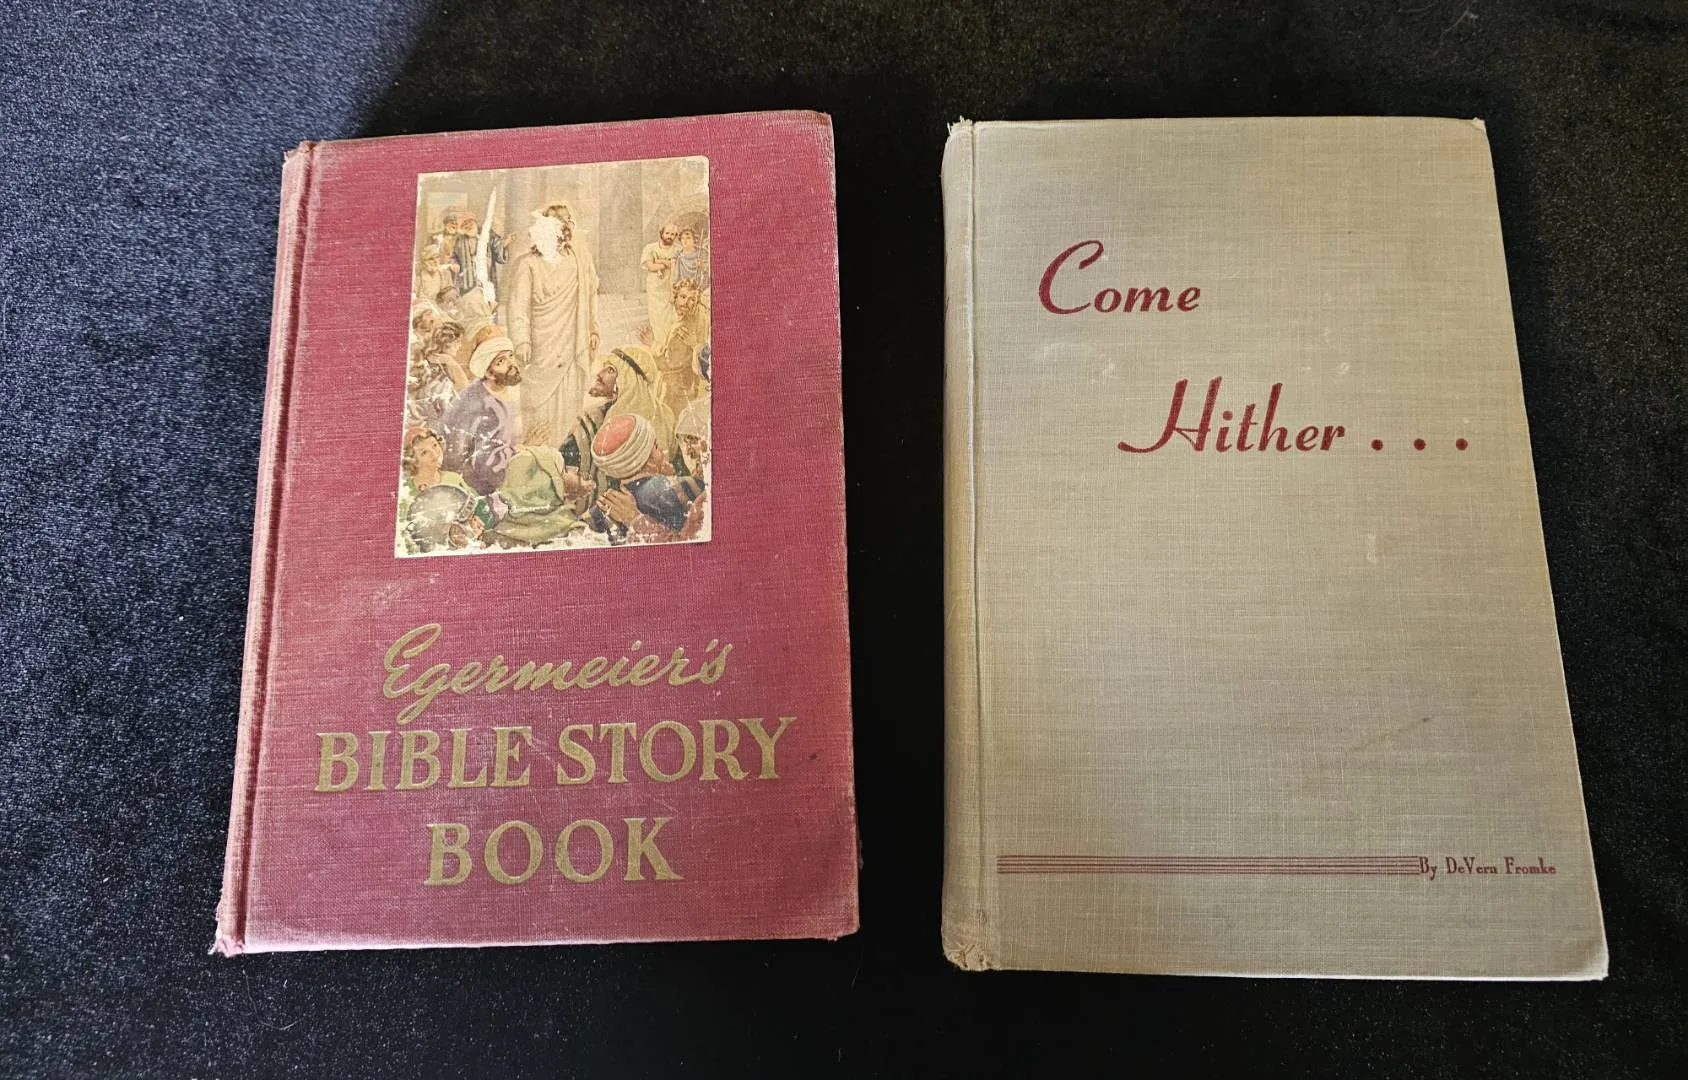 Egermeier's
BIBLE STORY
BOOK
Come
Hither . . .
By DeVern Fromke